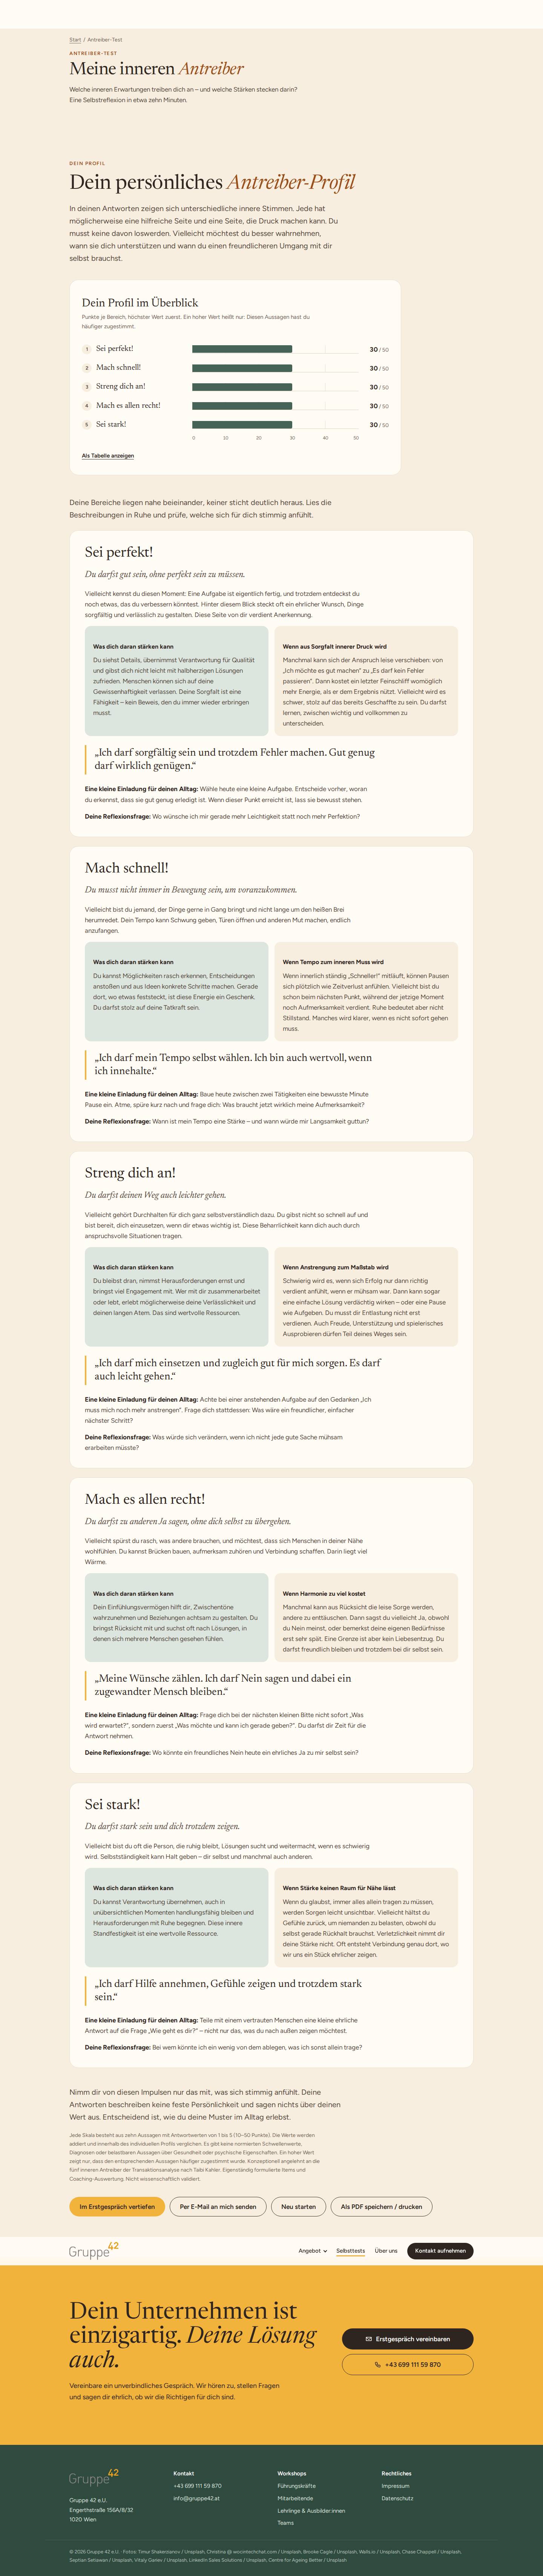 Start / Antreiber-Test
ANTREIBER-TEST
Meine inneren Antreiber
Welche inneren Erwartungen treiben dich an – und welche Stärken stecken darin?
Eine Selbstreflexion in etwa zehn Minuten.
DEIN PROFIL
Dein persönliches Antreiber-Profil
In deinen Antworten zeigen sich unterschiedliche innere Stimmen. Jede hat
möglicherweise eine hilfreiche Seite und eine Seite, die Druck machen kann. Du
musst keine davon loswerden. Vielleicht möchtest du besser wahrnehmen,
wann sie dich unterstützen und wann du einen freundlicheren Umgang mit dir
selbst brauchst.
Dein Profil im Überblick
Punkte je Bereich, höchster Wert zuerst. Ein hoher Wert heißt nur: Diesen Aussagen hast du
häufiger zugestimmt.
1 Sei perfekt! 30 / 50
2 Mach schnell! 30 / 50
3 Streng dich an! 30 / 50
4 Mach es allen recht! 30 / 50
5 Sei stark! 30 / 50
0 10 20 30 40 50
Als Tabelle anzeigen
Deine Bereiche liegen nahe beieinander, keiner sticht deutlich heraus. Lies die
Beschreibungen in Ruhe und prüfe, welche sich für dich stimmig anfühlt.
Sei perfekt!
Du darfst gut sein, ohne perfekt sein zu müssen.
Vielleicht kennst du diesen Moment: Eine Aufgabe ist eigentlich fertig, und trotzdem entdeckst du
noch etwas, das du verbessern könntest. Hinter diesem Blick steckt oft ein ehrlicher Wunsch, Dinge
sorgfältig und verlässlich zu gestalten. Diese Seite von dir verdient Anerkennung.
Was dich daran stärken kann
Du siehst Details, übernimmst Verantwortung für Qualität
und gibst dich nicht leicht mit halbherzigen Lösungen
zufrieden. Menschen können sich auf deine
Gewissenhaftigkeit verlassen. Deine Sorgfalt ist eine
Fähigkeit – kein Beweis, den du immer wieder erbringen
musst.
Wenn aus Sorgfalt innerer Druck wird
Manchmal kann sich der Anspruch leise verschieben: von
„Ich möchte es gut machen“ zu „Es darf kein Fehler
passieren“. Dann kostet ein letzter Feinschliff womöglich
mehr Energie, als er dem Ergebnis nützt. Vielleicht wird es
schwer, stolz auf das bereits Geschaffte zu sein. Du darfst
lernen, zwischen wichtig und vollkommen zu
unterscheiden.
„Ich darf sorgfältig sein und trotzdem Fehler machen. Gut genug
darf wirklich genügen.“
Eine kleine Einladung für deinen Alltag: Wähle heute eine kleine Aufgabe. Entscheide vorher, woran
du erkennst, dass sie gut genug erledigt ist. Wenn dieser Punkt erreicht ist, lass sie bewusst stehen.
Deine Reflexionsfrage: Wo wünsche ich mir gerade mehr Leichtigkeit statt noch mehr Perfektion?
Mach schnell!
Du musst nicht immer in Bewegung sein, um voranzukommen.
Vielleicht bist du jemand, der Dinge gerne in Gang bringt und nicht lange um den heißen Brei
herumredet. Dein Tempo kann Schwung geben, Türen öffnen und anderen Mut machen, endlich
anzufangen.
Was dich daran stärken kann
Du kannst Möglichkeiten rasch erkennen, Entscheidungen
anstoßen und aus Ideen konkrete Schritte machen. Gerade
dort, wo etwas feststeckt, ist diese Energie ein Geschenk.
Du darfst stolz auf deine Tatkraft sein.
Wenn Tempo zum inneren Muss wird
Wenn innerlich ständig „Schneller!“ mitläuft, können Pausen
sich plötzlich wie Zeitverlust anfühlen. Vielleicht bist du
schon beim nächsten Punkt, während der jetzige Moment
noch Aufmerksamkeit verdient. Ruhe bedeutet aber nicht
Stillstand. Manches wird klarer, wenn es nicht sofort gehen
muss.
„Ich darf mein Tempo selbst wählen. Ich bin auch wertvoll, wenn
ich innehalte.“
Eine kleine Einladung für deinen Alltag: Baue heute zwischen zwei Tätigkeiten eine bewusste Minute
Pause ein. Atme, spüre kurz nach und frage dich: Was braucht jetzt wirklich meine Aufmerksamkeit?
Deine Reflexionsfrage: Wann ist mein Tempo eine Stärke – und wann würde mir Langsamkeit guttun?
Streng dich an!
Du darfst deinen Weg auch leichter gehen.
Vielleicht gehört Durchhalten für dich ganz selbstverständlich dazu. Du gibst nicht so schnell auf und
bist bereit, dich einzusetzen, wenn dir etwas wichtig ist. Diese Beharrlichkeit kann dich auch durch
anspruchsvolle Situationen tragen.
Was dich daran stärken kann
Du bleibst dran, nimmst Herausforderungen ernst und
bringst viel Engagement mit. Wer mit dir zusammenarbeitet
oder lebt, erlebt möglicherweise deine Verlässlichkeit und
deinen langen Atem. Das sind wertvolle Ressourcen.
Wenn Anstrengung zum Maßstab wird
Schwierig wird es, wenn sich Erfolg nur dann richtig
verdient anfühlt, wenn er mühsam war. Dann kann sogar
eine einfache Lösung verdächtig wirken – oder eine Pause
wie Aufgeben. Du musst dir Entlastung nicht erst
verdienen. Auch Freude, Unterstützung und spielerisches
Ausprobieren dürfen Teil deines Weges sein.
„Ich darf mich einsetzen und zugleich gut für mich sorgen. Es darf
auch leicht gehen.“
Eine kleine Einladung für deinen Alltag: Achte bei einer anstehenden Aufgabe auf den Gedanken „Ich
muss mich noch mehr anstrengen“. Frage dich stattdessen: Was wäre ein freundlicher, einfacher
nächster Schritt?
Deine Reflexionsfrage: Was würde sich verändern, wenn ich nicht jede gute Sache mühsam
erarbeiten müsste?
Mach es allen recht!
Du darfst zu anderen Ja sagen, ohne dich selbst zu übergehen.
Vielleicht spürst du rasch, was andere brauchen, und möchtest, dass sich Menschen in deiner Nähe
wohlfühlen. Du kannst Brücken bauen, aufmerksam zuhören und Verbindung schaffen. Darin liegt viel
Wärme.
Was dich daran stärken kann
Dein Einfühlungsvermögen hilft dir, Zwischentöne
wahrzunehmen und Beziehungen achtsam zu gestalten. Du
bringst Rücksicht mit und suchst oft nach Lösungen, in
denen sich mehrere Menschen gesehen fühlen.
Wenn Harmonie zu viel kostet
Manchmal kann aus Rücksicht die leise Sorge werden,
andere zu enttäuschen. Dann sagst du vielleicht Ja, obwohl
du Nein meinst, oder bemerkst deine eigenen Bedürfnisse
erst sehr spät. Eine Grenze ist aber kein Liebesentzug. Du
darfst freundlich bleiben und trotzdem bei dir selbst sein.
„Meine Wünsche zählen. Ich darf Nein sagen und dabei ein
zugewandter Mensch bleiben.“
Eine kleine Einladung für deinen Alltag: Frage dich bei der nächsten kleinen Bitte nicht sofort „Was
wird erwartet?“, sondern zuerst „Was möchte und kann ich gerade geben?“. Du darfst dir Zeit für die
Antwort nehmen.
Deine Reflexionsfrage: Wo könnte ein freundliches Nein heute ein ehrliches Ja zu mir selbst sein?
Sei stark!
Du darfst stark sein und dich trotzdem zeigen.
Vielleicht bist du oft die Person, die ruhig bleibt, Lösungen sucht und weitermacht, wenn es schwierig
wird. Selbstständigkeit kann Halt geben – dir selbst und manchmal auch anderen.
Was dich daran stärken kann
Du kannst Verantwortung übernehmen, auch in
unübersichtlichen Momenten handlungsfähig bleiben und
Herausforderungen mit Ruhe begegnen. Diese innere
Standfestigkeit ist eine wertvolle Ressource.
Wenn Stärke keinen Raum für Nähe lässt
Wenn du glaubst, immer alles allein tragen zu müssen,
werden Sorgen leicht unsichtbar. Vielleicht hältst du
Gefühle zurück, um niemanden zu belasten, obwohl du
selbst gerade Rückhalt brauchst. Verletzlichkeit nimmt dir
deine Stärke nicht. Oft entsteht Verbindung genau dort, wo
wir uns ein Stück ehrlicher zeigen.
„Ich darf Hilfe annehmen, Gefühle zeigen und trotzdem stark
sein.“
Eine kleine Einladung für deinen Alltag: Teile mit einem vertrauten Menschen eine kleine ehrliche
Antwort auf die Frage „Wie geht es dir?“ – nicht nur das, was du nach außen zeigen möchtest.
Deine Reflexionsfrage: Bei wem könnte ich ein wenig von dem ablegen, was ich sonst allein trage?
Nimm dir von diesen Impulsen nur das mit, was sich stimmig anfühlt. Deine
Antworten beschreiben keine feste Persönlichkeit und sagen nichts über deinen
Wert aus. Entscheidend ist, wie du deine Muster im Alltag erlebst.
Jede Skala besteht aus zehn Aussagen mit Antwortwerten von 1 bis 5 (10–50 Punkte). Die Werte werden
addiert und innerhalb des individuellen Profils verglichen. Es gibt keine normierten Schwellenwerte,
Diagnosen oder belastbaren Aussagen über Gesundheit oder psychische Eigenschaften. Ein hoher Wert
zeigt nur, dass den entsprechenden Aussagen häufiger zugestimmt wurde. Konzeptionell angelehnt an die
fünf inneren Antreiber der Transaktionsanalyse nach Taibi Kahler. Eigenständig formulierte Items und
Coaching-Auswertung. Nicht wissenschaftlich validiert.
Im Erstgespräch vertiefen
Per E-Mail an mich senden
Neu starten
Als PDF speichern / drucken
Gruppe 42
Angebot
Selbsttests
Über uns
Kontakt aufnehmen
Dein Unternehmen ist
einzigartig. Deine Lösung
auch.
Vereinbare ein unverbindliches Gespräch. Wir hören zu, stellen Fragen
und sagen dir ehrlich, ob wir die Richtigen für dich sind.
Erstgespräch vereinbaren
+43 699 111 59 870
Gruppe 42
Gruppe 42 e.U.
Engerthstraße 156A/8/32
1020 Wien
Kontakt
+43 699 111 59 870
info@gruppe42.at
Workshops
Führungskräfte
Mitarbeitende
Lehrlinge & Ausbilder:innen
Teams
Rechtliches
Impressum
Datenschutz
© 2026 Gruppe 42 e.U. Fotos: Timur Shakerzianov / Unsplash, Christina @ wocintechchat.com / Unsplash, Brooke Cagle / Unsplash, Walls.io / Unsplash, Chase Chappell / Unsplash,
Septian Setiawan / Unsplash, Vitaly Gariev / Unsplash, LinkedIn Sales Solutions / Unsplash, Centre for Ageing Better / Unsplash